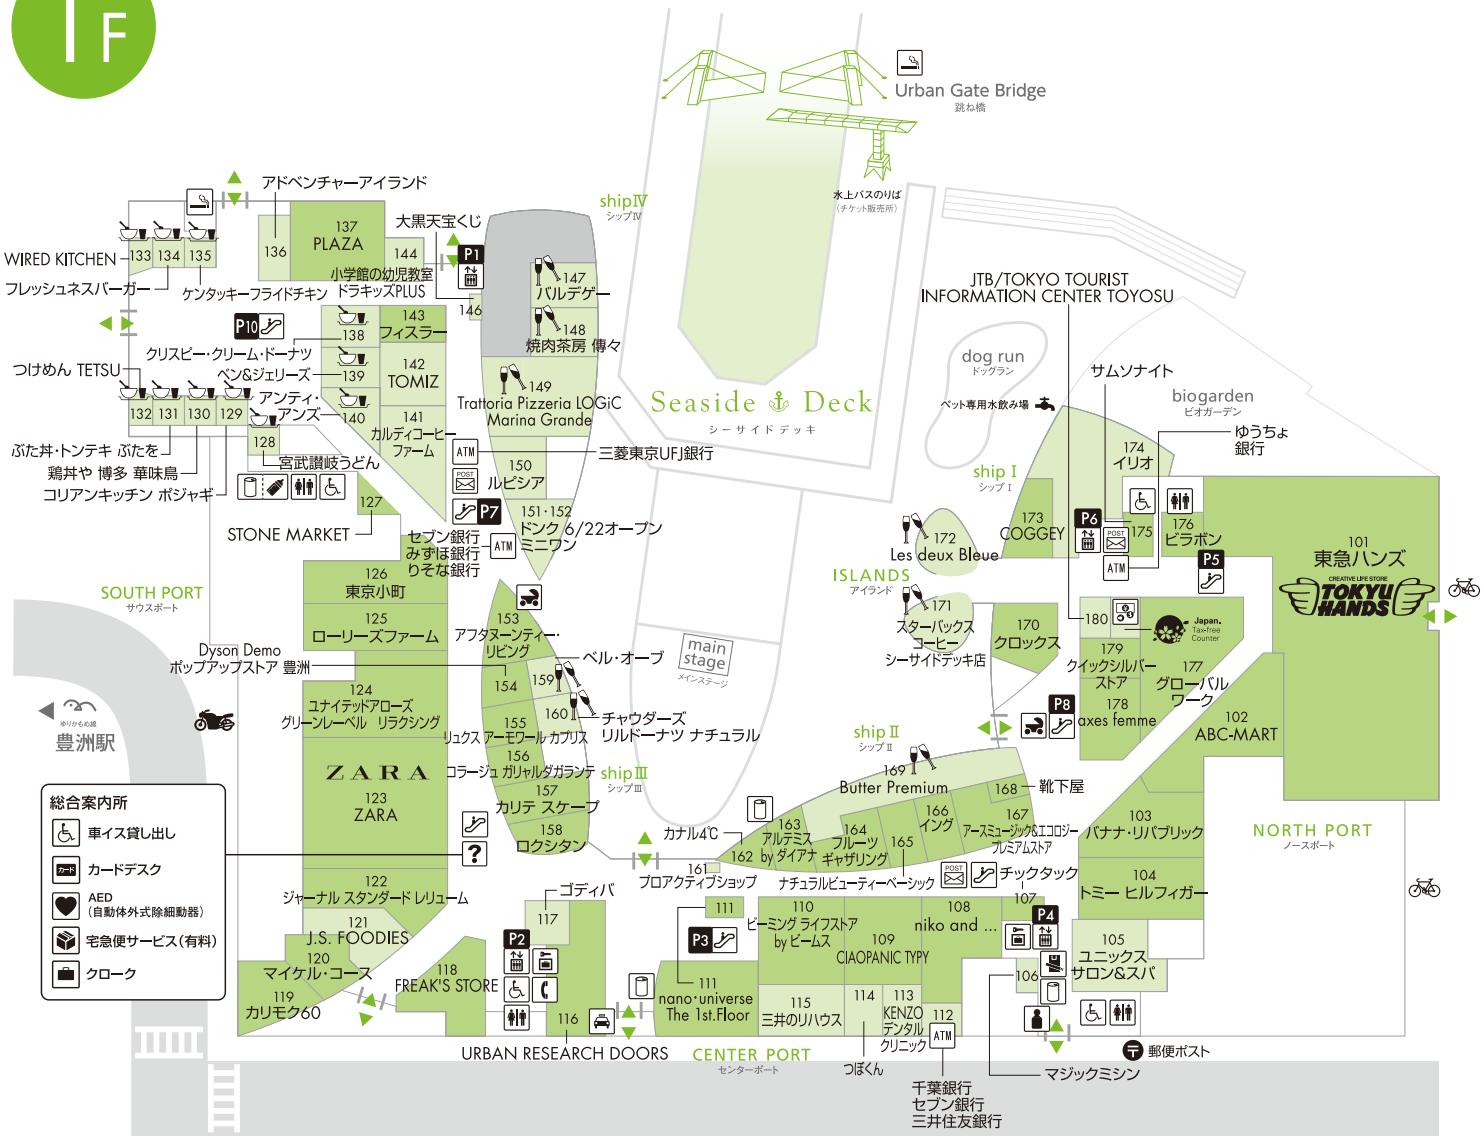 1F
Urban Gate Bridge
跳ね橋
水上バスのりば
(チケット販売所)
アドベンチャーアイランド
大黒天宝くじ
ship Ⅳ
シップⅣ
136
137
PLAZA
144
P1
小学館の幼児教室
ドラキッズPLUS
146
WIRED KITCHEN
133
134
135
フレッシュネスバーガー
ケンタッキーフライドチキン
147
バルデゲー
148
焼肉茶房 傳々
P10
138
143
フィスラー
クリスピー・クリーム・ドーナツ
ベン&ジェリーズ
139
142
TOMIZ
つけめん TETSU
アンティ・
アンズ
140
141
カルディコーヒー
ファーム
149
Trattoria Pizzeria LOGiC
Marina Grande
132
131
130
129
128
宮武讃岐うどん
ぶた丼・トンテキ ぶたを
鶏丼や 博多 華味鳥
コリアンキッチン ポジャギ
ATM
三菱東京UFJ銀行
POST
150
ルピシア
127
STONE MARKET
P7
151・152
ドンク 6/22オープン
ミニワン
セブン銀行
みずほ銀行
りそな銀行
ATM
Seaside Deck
シーサイドデッキ
JTB/TOKYO TOURIST
INFORMATION CENTER TOYOSU
dog run
ドッグラン
ペット専用水飲み場
サムソナイト
biogarden
ビオガーデン
ゆうちょ
銀行
ship Ⅰ
シップⅠ
174
イリオ
173
COGGEY
P6
POST
ATM
175
176
ビラボン
P5
101
東急ハンズ
CREATIVE LIFE STORE
TOKYU
HANDS
172
Les deux Bleue
ISLANDS
アイランド
171
スターバックス
コーヒー
シーサイドデッキ店
170
クロックス
180
Japan.
Tax-free
Counter
179
クイックシルバー
ストア
177
グローバル
ワーク
178
axes femme
P8
102
ABC-MART
SOUTH PORT
サウスポート
126
東京小町
125
ローリーズファーム
153
アフタヌーンティー・
リビング
Dyson Demo
ポップアップストア 豊洲
154
159
ベル・オーブ
main
stage
メインステージ
124
ユナイテッドアローズ
グリーンレーベル リラクシング
155
リュクス アーモワール カプリス
160
チャウダーズ
リルドーナツ ナチュラル
ゆりかもめ線
豊洲駅
ZARA
123
ZARA
156
コラージュ ガリャルダガランテ
157
カリテ スケープ
158
ロクシタン
ship Ⅲ
シップⅢ
ship Ⅱ
シップⅡ
169
Butter Premium
168
靴下屋
カナル4℃
162
163
アルテミス
by ダイアナ
164
フルーツ
ギャザリング
165
166
イング
167
アースミュージック&エコロジー
プレミアムストア
161
プロアクティブショップ
ナチュラルビューティーベーシック
POST
チックタック
103
バナナ・リパブリック
NORTH PORT
ノースポート
104
トミー ヒルフィガー
総合案内所
車イス貸し出し
カード
カードデスク
AED
(自動体外式除細動器)
宅急便サービス(有料)
クローク
?
122
ジャーナル スタンダード レリューム
121
J.S. FOODIES
120
マイケル・コース
119
カリモク60
118
FREAK'S STORE
ゴディバ
117
P2
116
URBAN RESEARCH DOORS
111
P3
111
nano・universe
The 1st.Floor
110
ビーミング ライフストア
by ビームス
109
CIAOPANIC TYPY
108
niko and ...
107
P4
106
105
ユニックス
サロン&スパ
115
三井のリハウス
114
113
KENZO
デンタル
クリニック
112
ATM
つぼくん
千葉銀行
セブン銀行
三井住友銀行
マジックミシン
郵便ポスト
CENTER PORT
センターポート